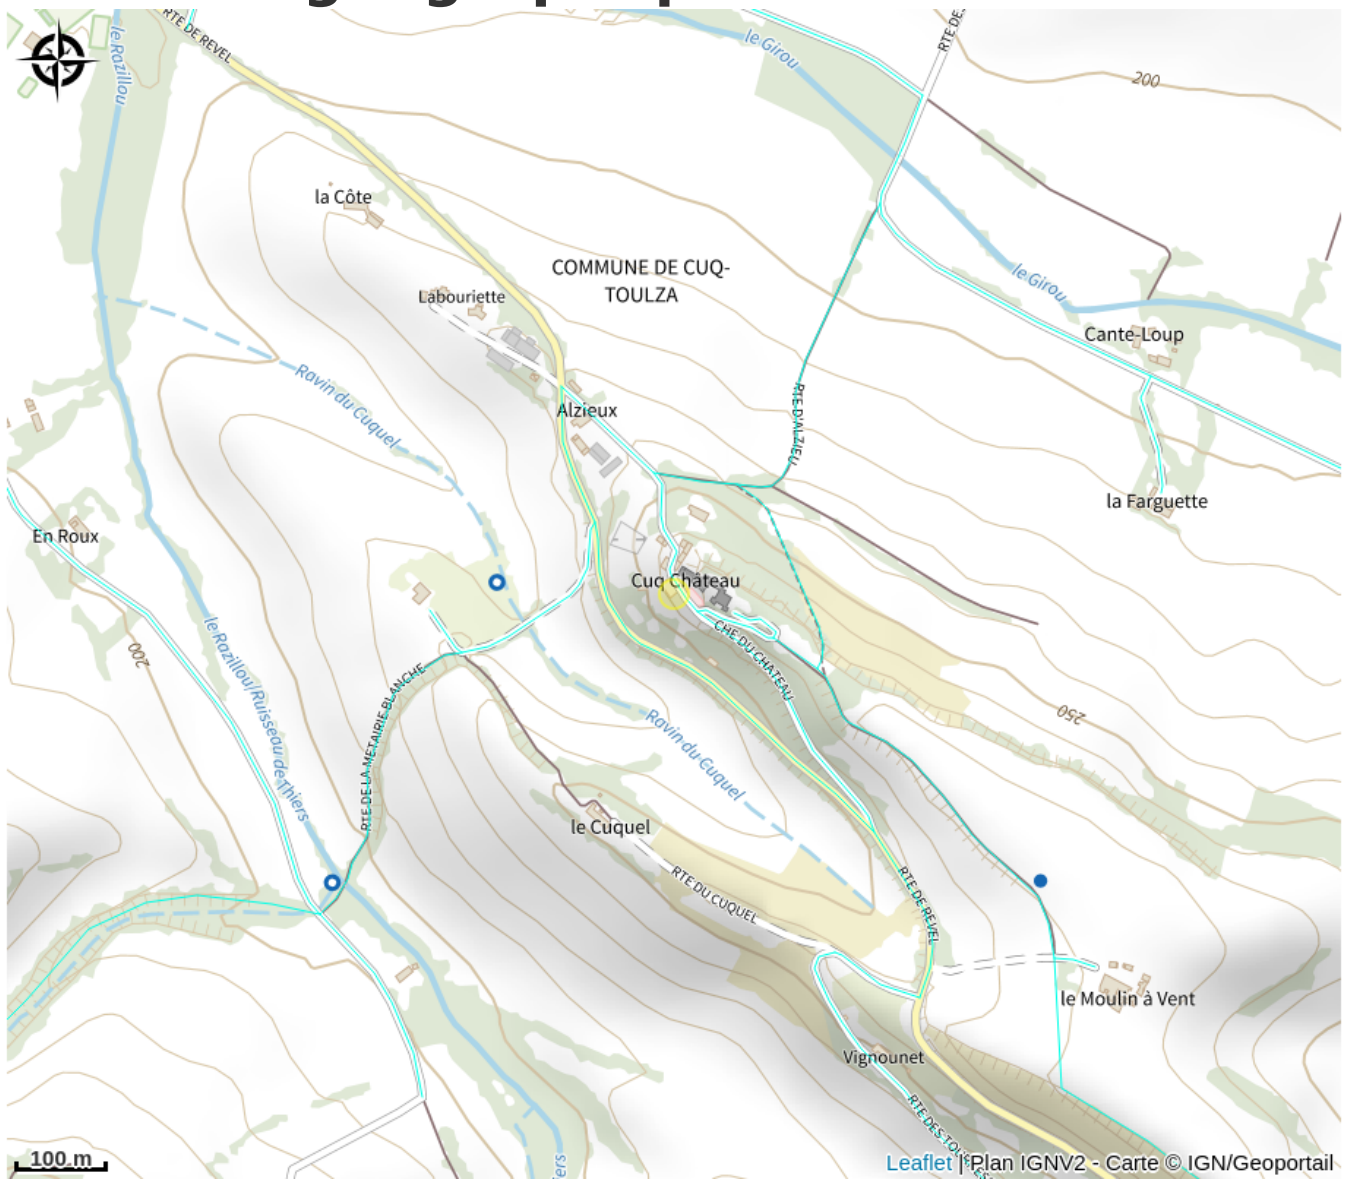 RTE DE REVEL
le Razillou
le Girou
200
la Côte
COMMUNE DE CUQ-
TOULZA
Labouriette
le Girou
Cante-Loup
Ravin du Cuquel
Alzieux
RTE D'ALZIEU
la Farguette
En Roux
Cuq Château
CHE DU CHATEAU
200
le Razillou/Ruisseau de Thiers
RTE DE LA METAIRIE BLANCHE
250
Ravin du Cuquel
le Cuquel
RTE DU CUQUEL
RTE DE REVEL
le Moulin à Vent
Vignounet
100 m
Leaflet | Plan IGNV2 - Carte © IGN/Geoportail